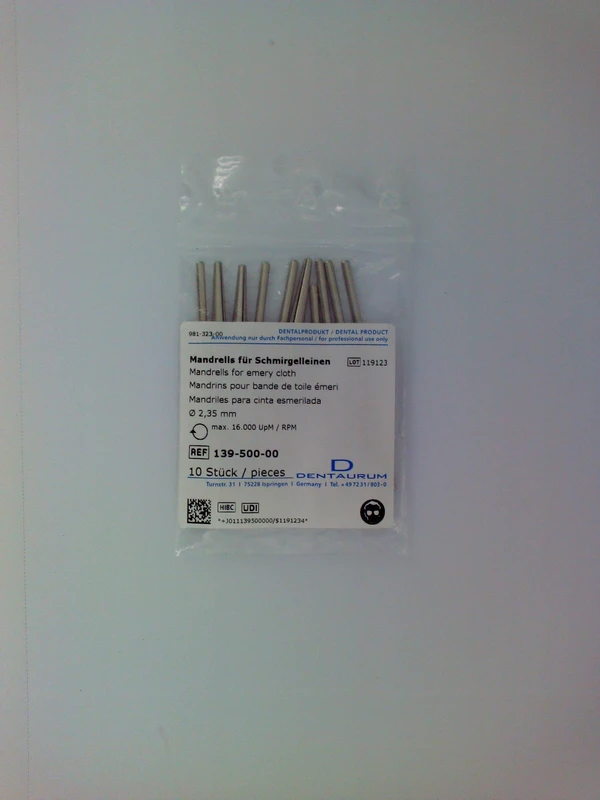 981-323-00
DENTALPRODUKT / DENTAL PRODUCT
Anwendung nur durch Fachpersonal / for professional use only
Mandrells für Schmirgelleinen
LOT 119123
Mandrells for emery cloth
Mandrins pour bande de toile émeri
Mandriles para cinta esmerilada
Ø 2,35 mm
max. 16.000 UpM / RPM
REF 139-500-00
10 Stück / pieces
D
DENTAURUM
Turnstr. 31 I 75228 Ispringen I Germany I Tel. +49 72 31 / 803-0
HIBC UDI
*+J011139500000/$1191234*